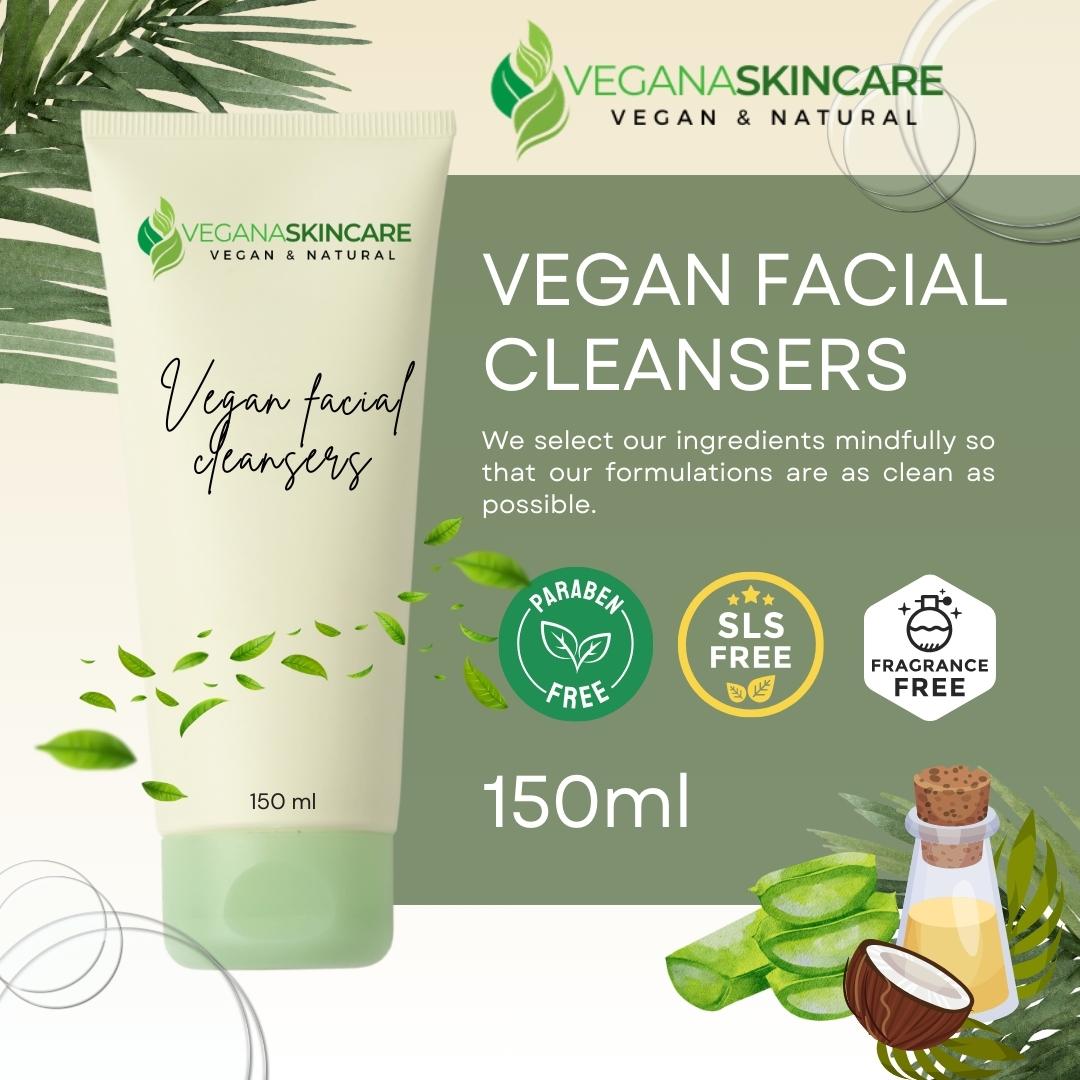 VEGANASKINCARE
VEGAN & NATURAL
VEGANASKINCARE
VEGAN & NATURAL
Vegan facial
cleansers
150 ml
VEGAN FACIAL
CLEANSERS
We select our ingredients mindfully so
that our formulations are as clean as
possible.
PARABEN
FREE
SLS
FREE
FRAGRANCE
FREE
150ml